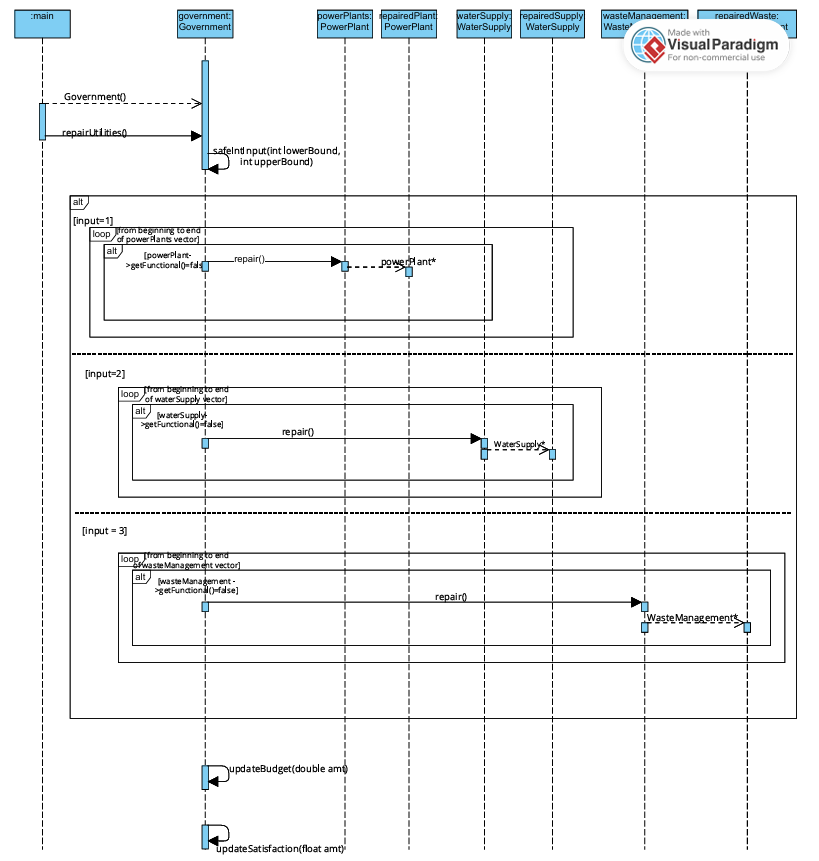 :main
government:
Government
powerPlants:
PowerPlant
repairedPlant:
PowerPlant
waterSupply:
WaterSupply
repairedSupply
WaterSupply
wasteManagement:
repairedWaste:
Made with
VisualParadigm
For non-commercial use
Government()
repairUtilities()
safeIntInput(int lowerBound,
int upperBound)
alt
[input=1]
loop
[from beginning to end
of powerPlants vector]
alt
[powerPlant-
>getFunctional()=fals
repair()
powerPlant*
[input=2]
loop
[from beginning to end
of waterSupply vector]
alt
[waterSupply-
>getFunctional()=false]
repair()
WaterSupply*
[input = 3]
loop
[from beginning to end
of wasteManagement vector]
alt
[wasteManagement -
>getFunctional()=false]
repair()
WasteManagement*
updateBudget(double amt)
updateSatisfaction(float amt)